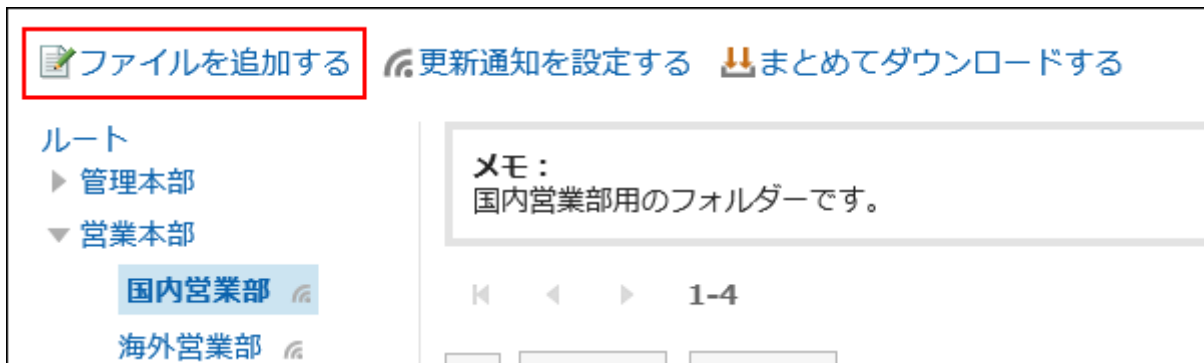 ファイルを追加する 更新通知を設定する まとめてダウンロードする
ルート
管理本部
営業本部
国内営業部
海外営業部
メモ：
国内営業部用のフォルダーです。
1-4